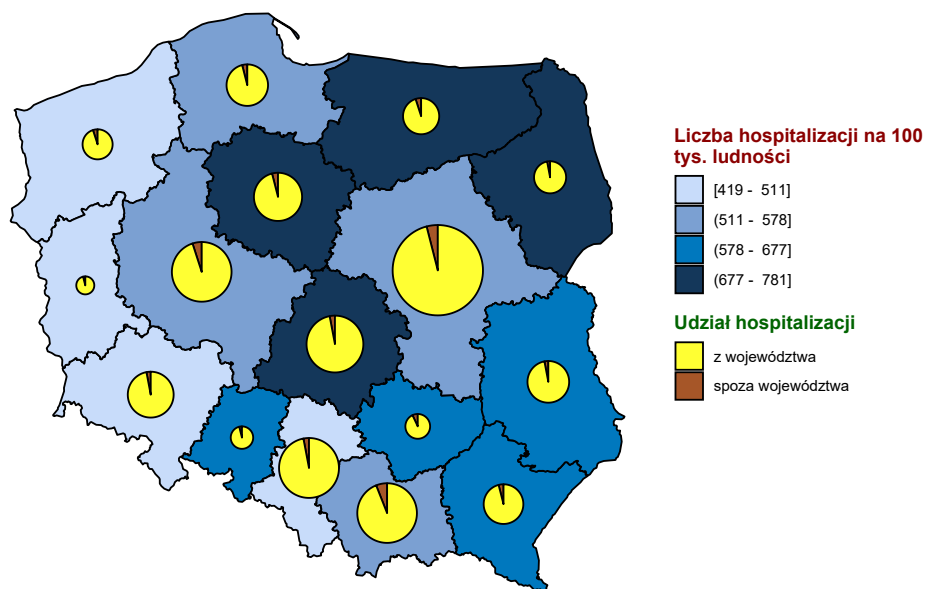 Liczba hospitalizacji na 100
tys. ludności
[419 - 511]
(511 - 578]
(578 - 677]
(677 - 781]
Udział hospitalizacji
z województwa
spoza województwa